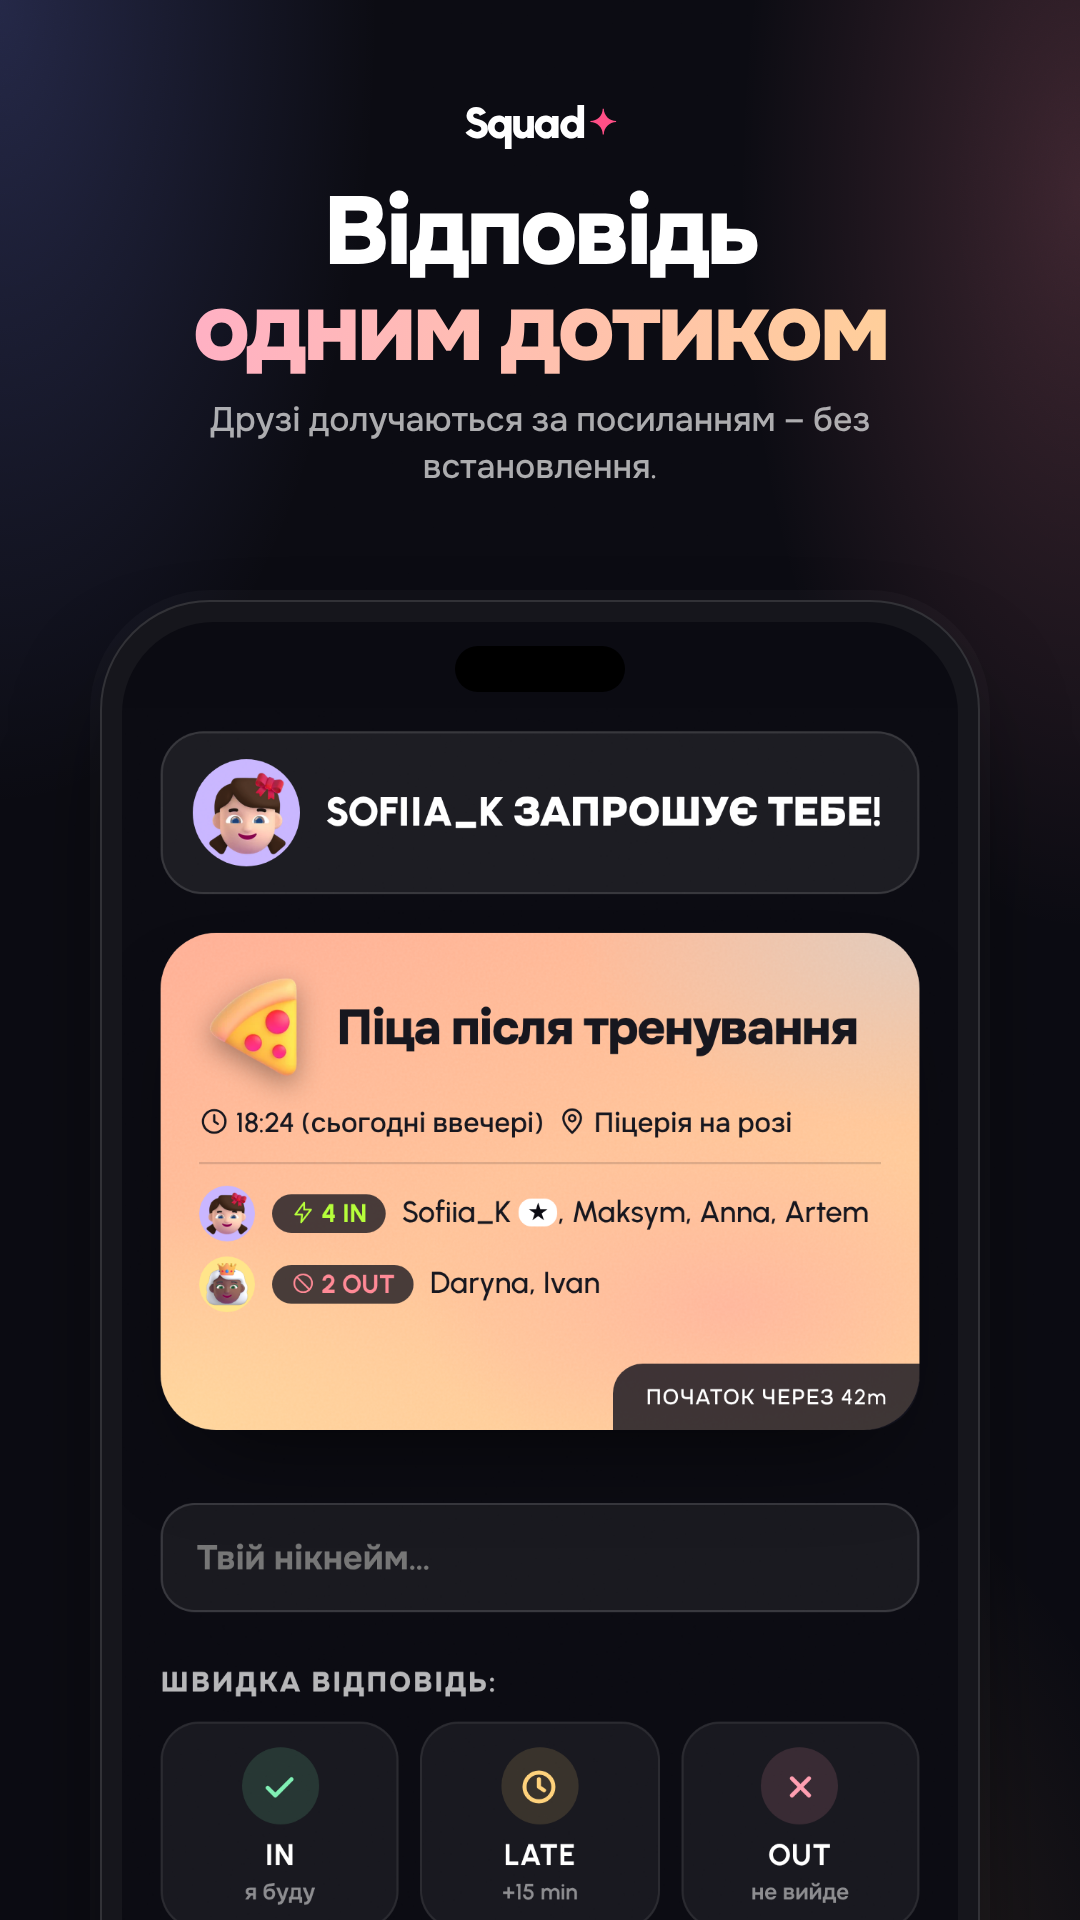 Squad
Відповідь
одним дотиком
Друзі долучаються за посиланням – без
встановлення.
SOFIIA_K ЗАПРОШУЄ ТЕБЕ!
Піца після тренування
18:24 (сьогодні ввечері) Піцерія на розі
4 IN Sofiia_K ★, Maksym, Anna, Artem
2 OUT Daryna, Ivan
ПОЧАТОК ЧЕРЕЗ 42m
Твій нікнейм...
ШВИДКА ВІДПОВІДЬ:
IN LATE OUT
я буду +15 min не вийде